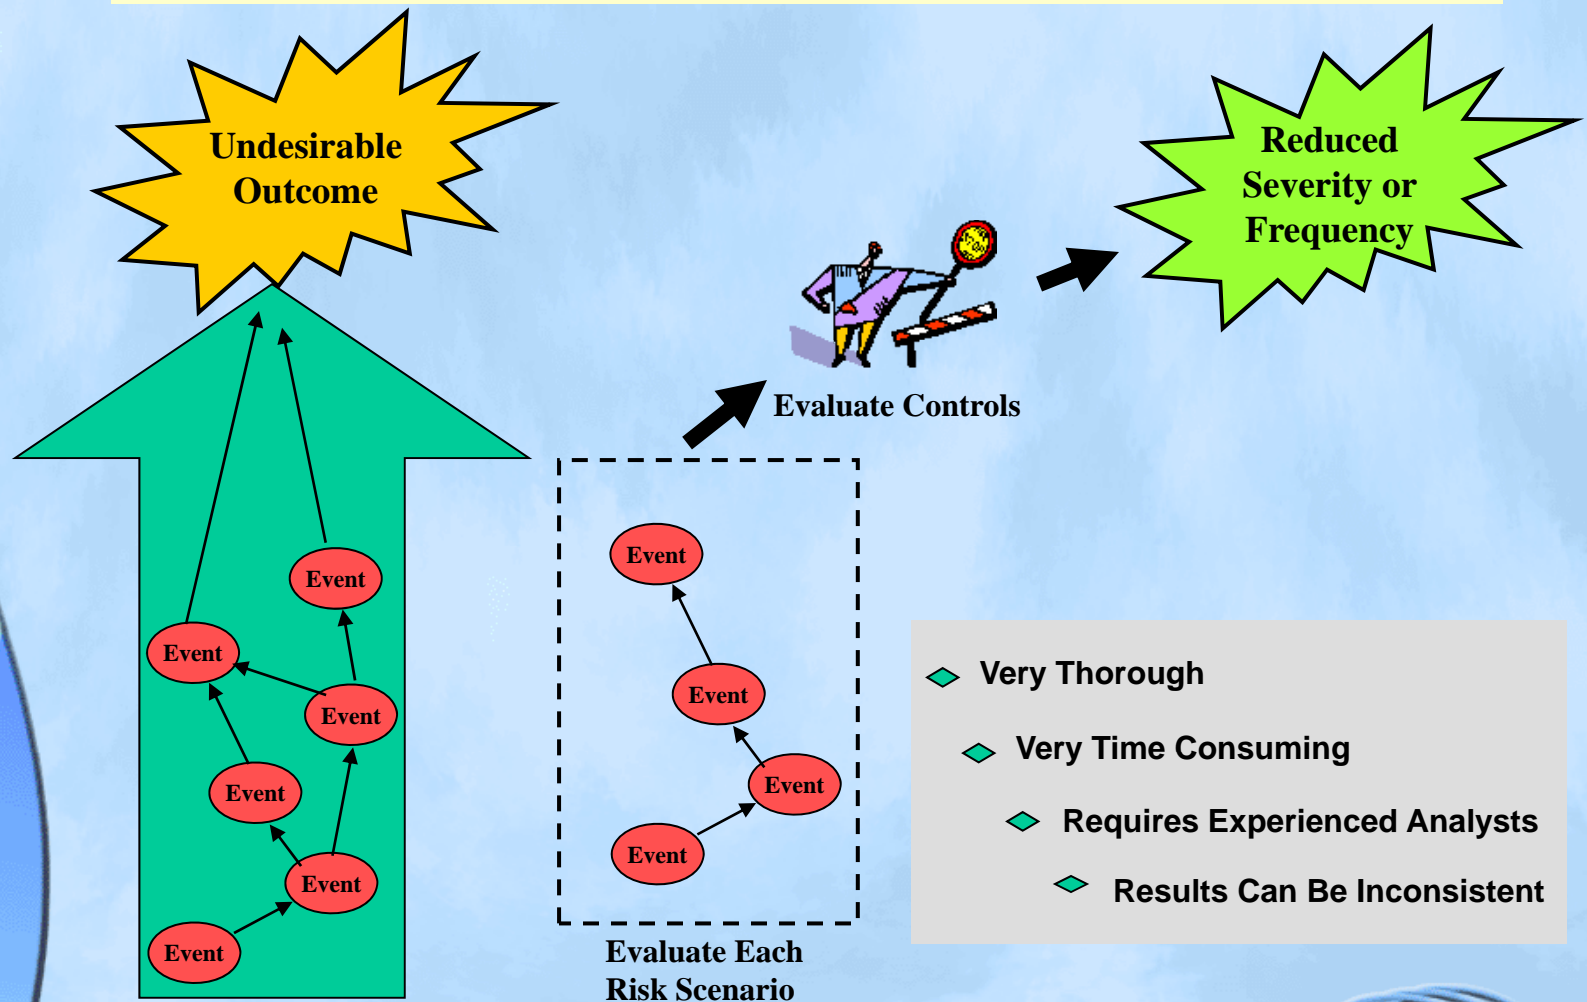 Undesirable
Outcome
Reduced
Severity or
Frequency
Evaluate Controls
Event
Event
Event
Event
Event
Event
Event
Event
Event
Event
Evaluate Each
Risk Scenario
Very Thorough
Very Time Consuming
Requires Experienced Analysts
Results Can Be Inconsistent